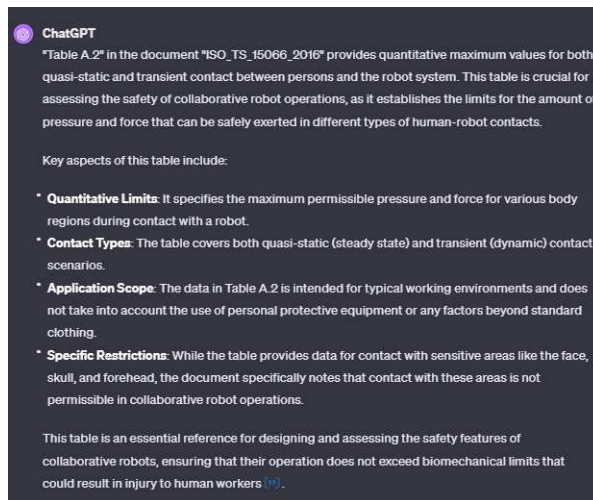 ChatGPT
"Table A.2" in the document "ISO_TS_15066_2016" provides quantitative maximum values for both
quasi-static and transient contact between persons and the robot system. This table is crucial for
assessing the safety of collaborative robot operations, as it establishes the limits for the amount of
pressure and force that can be safely exerted in different types of human-robot contacts.
Key aspects of this table include:
• Quantitative Limits: It specifies the maximum permissible pressure and force for various body
regions during contact with a robot.
• Contact Types: The table covers both quasi-static (steady state) and transient (dynamic) contact
scenarios.
• Application Scope: The data in Table A.2 is intended for typical working environments and does
not take into account the use of personal protective equipment or any factors beyond standard
clothing.
• Specific Restrictions: While the table provides data for contact with sensitive areas like the face,
skull, and forehead, the document specifically notes that contact with these areas is not
permissible in collaborative robot operations.
This table is an essential reference for designing and assessing the safety features of
collaborative robots, ensuring that their operation does not exceed biomechanical limits that
could result in injury to human workers .